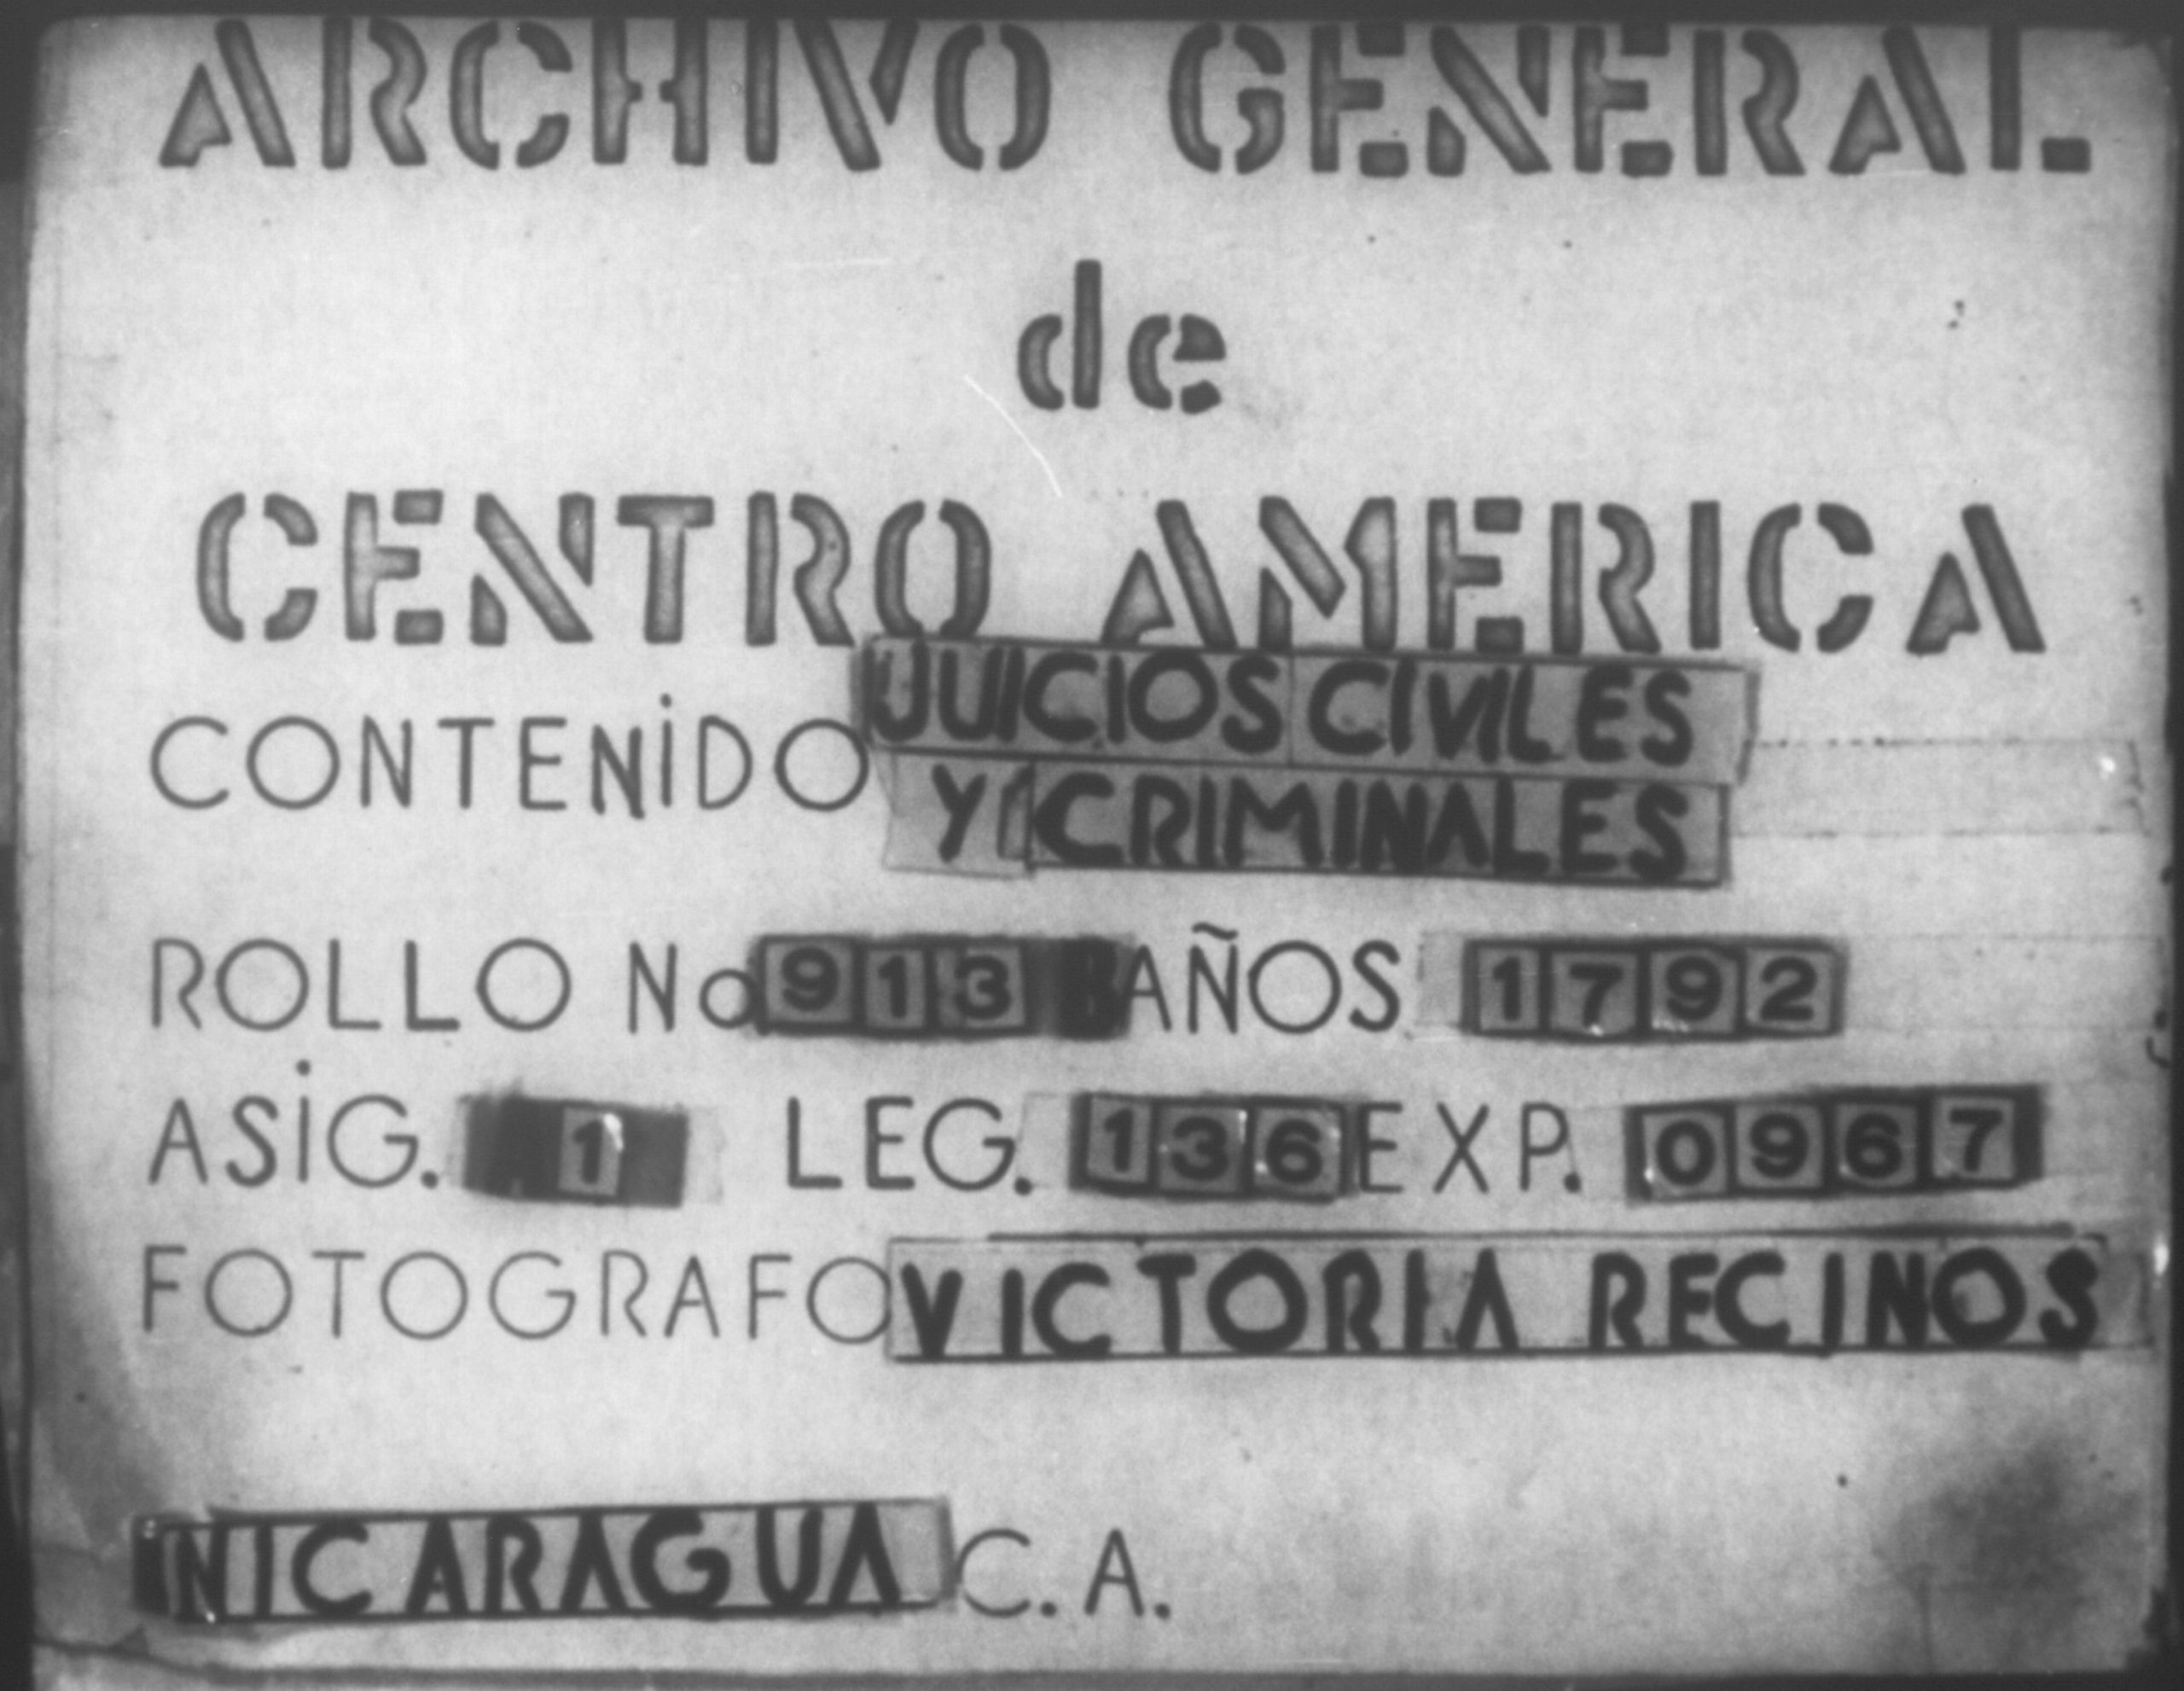 ARCHIVO GENERAL
de
CENTRO AMERICA
CONTENIDO JUICIOS CIVILES
Y CRIMINALES
ROLLO No 913 B AÑOS 1792
ASIG. 1 LEG. 136 EXP. 0967
FOTOGRAFO VICTORIA RECINOS
NICARAGUA C.A.